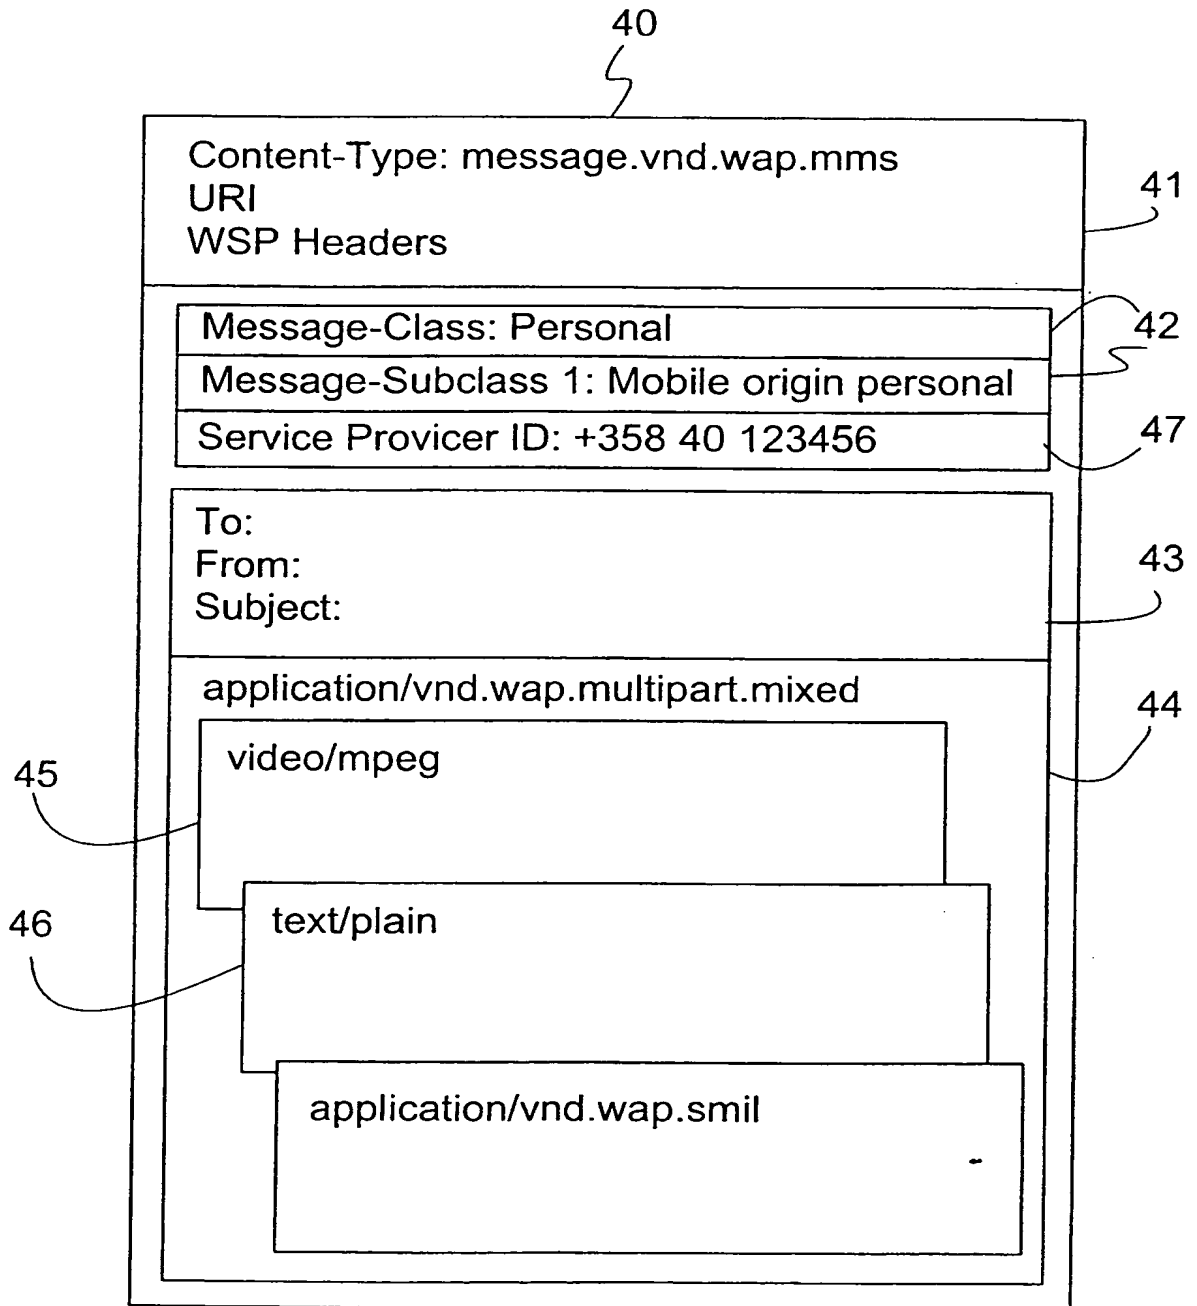 40
Content-Type: message.vnd.wap.mms
URI
WSP Headers
41
Message-Class: Personal
Message-Subclass 1: Mobile origin personal
42
Service Provicer ID: +358 40 123456
47
To:
From:
Subject:
43
application/vnd.wap.multipart.mixed
44
video/mpeg
45
text/plain
46
application/vnd.wap.smil